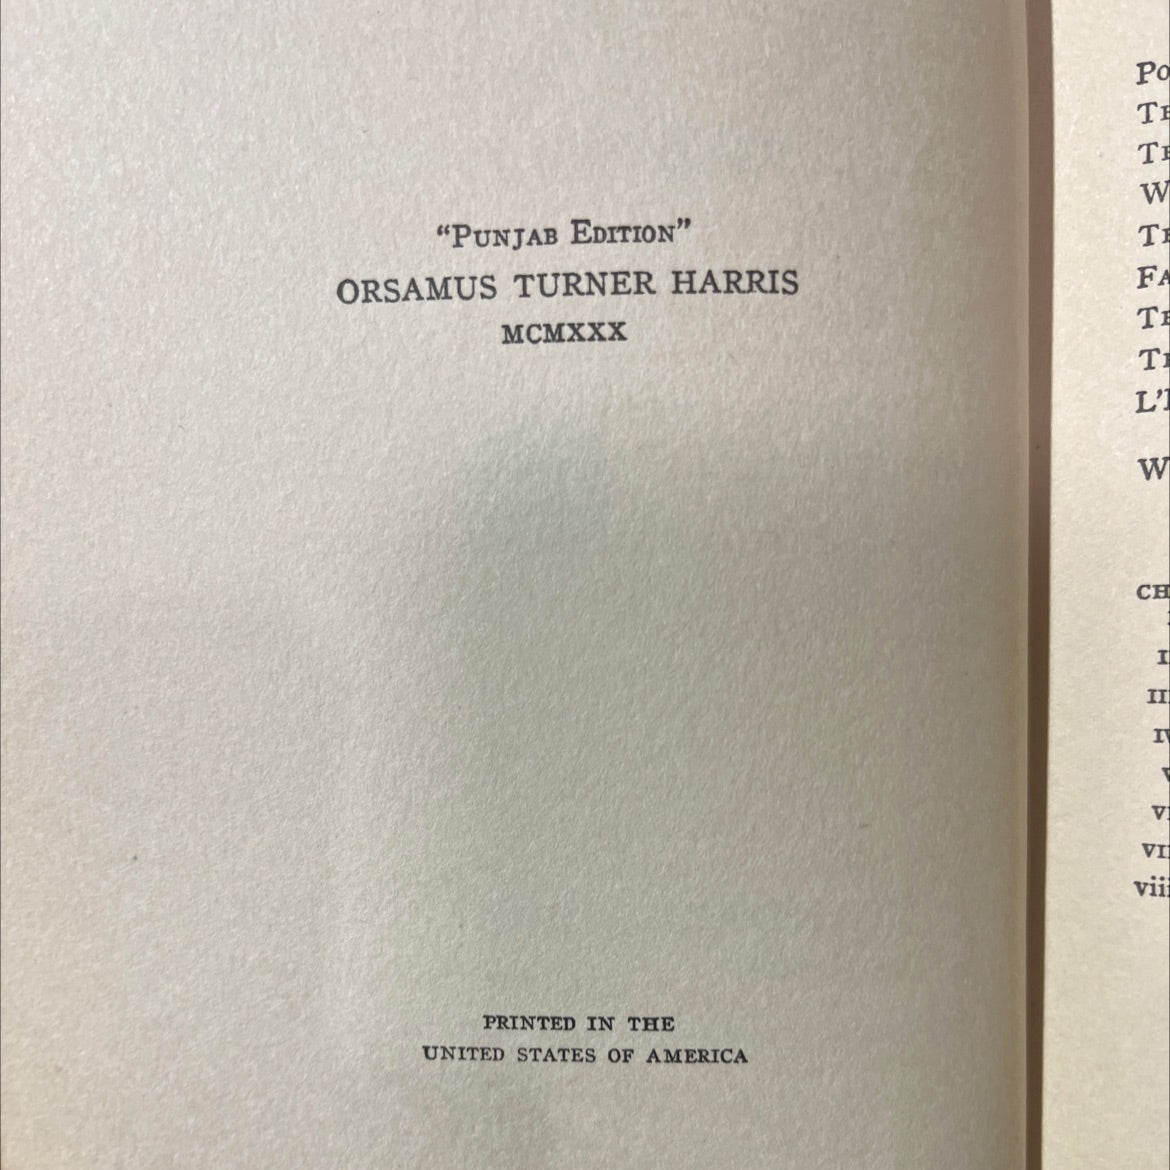 "Punjab Edition"
ORSAMUS TURNER HARRIS
MCMXXX
PRINTED IN THE
UNITED STATES OF AMERICA